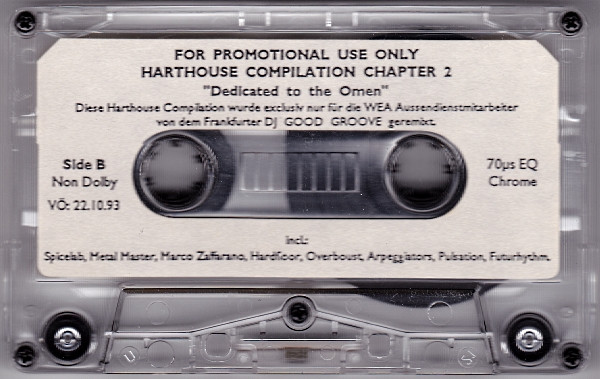 FOR PROMOTIONAL USE ONLY
HARTHOUSE COMPILATION CHAPTER 2
"Dedicated to the Omen"
Diese Harthouse Compilation wurde exclusiv nur für die WEA Aussendienstmitarbeiter
von dem Frankfurter DJ GOOD GROOVE geremixt.
Side B
Non Dolby
VÖ: 22.10.93
70µs EQ
Chrome
Incl.:
Spicelab, Metal Master, Marco Zaffarano, Hardfloor, Overboust, Arpeggiators, Pulsation, Futurhythm.